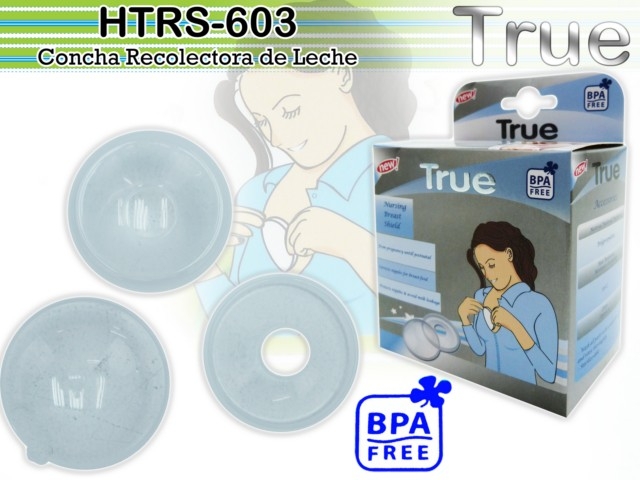 HTRS-603
Concha Recolectora de Leche
True
new!
BPA
FREE
True
new!
True
BPA
FREE
Nursing
Breast
Shield
True
BPA
FREE